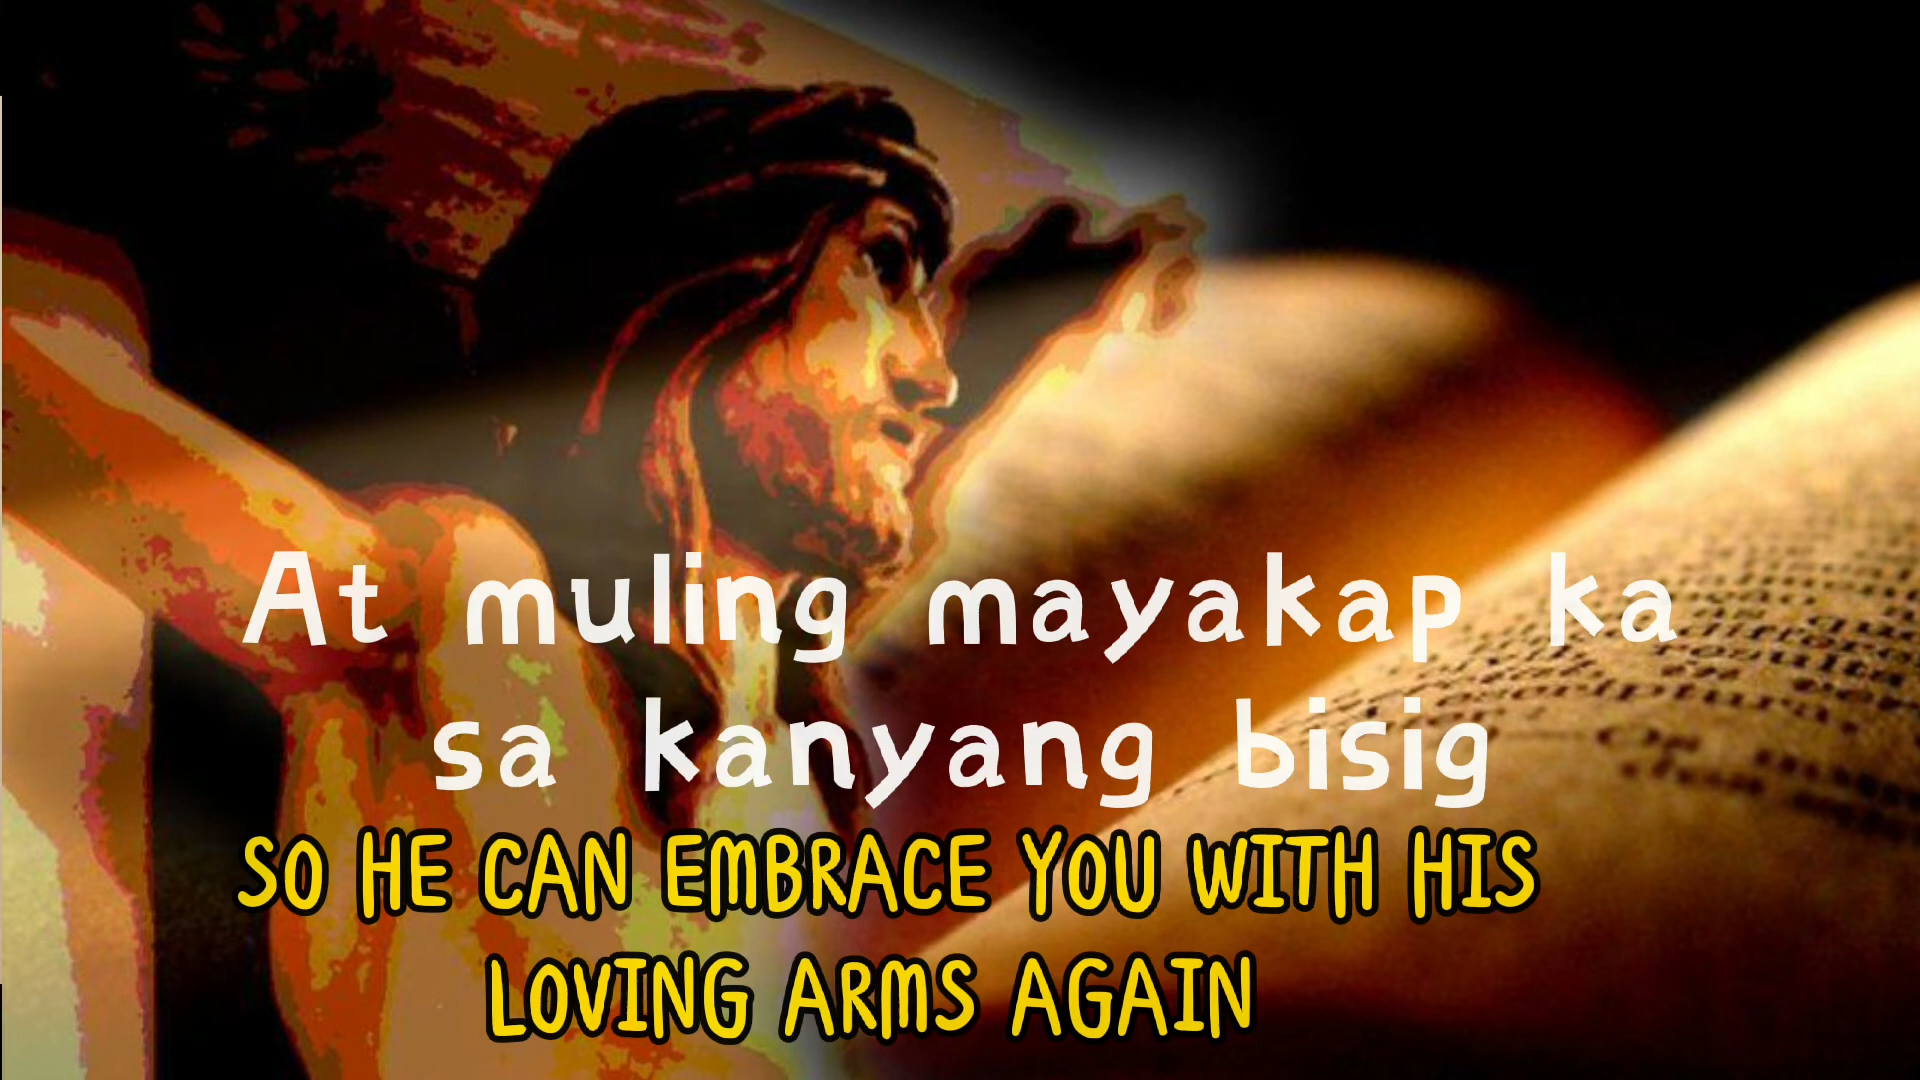 At muling mayakap ka
sa kanyang bisig
SO HE CAN EMBRACE YOU WITH HIS
LOVING ARMS AGAIN